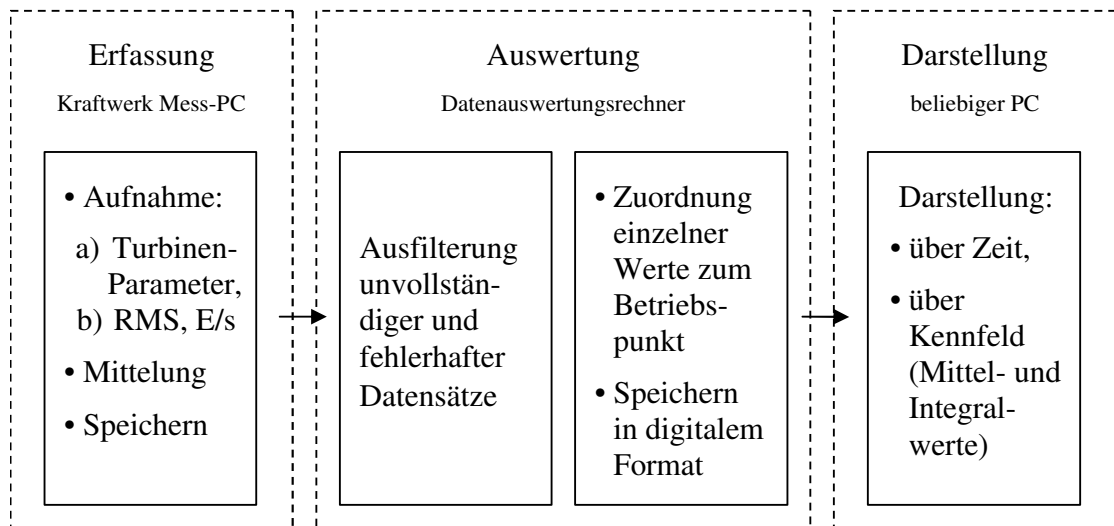 Erfassung
Kraftwerk Mess-PC
• Aufnahme:
a) Turbinen-
Parameter,
b) RMS, E/s
• Mittelung
• Speichern
Auswertung
Datenauswertungsrechner
Ausfilterung
unvollstän-
diger und
fehlerhafter
Datensätze
• Zuordnung
einzelner
Werte zum
Betriebs-
punkt
• Speichern
in digitalem
Format
Darstellung
beliebiger PC
Darstellung:
• über Zeit,
• über
Kennfeld
(Mittel- und
Integral-
werte)